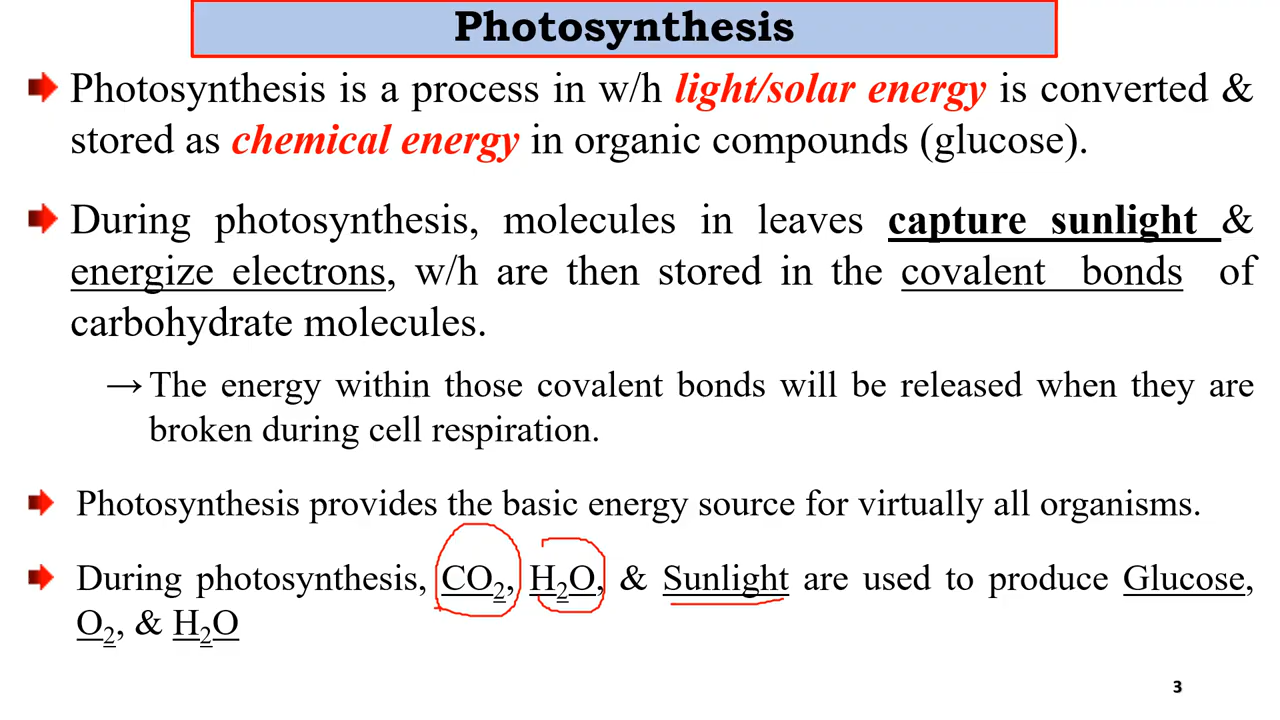 Photosynthesis
Photosynthesis is a process in w/h light/solar energy is converted &
stored as chemical energy in organic compounds (glucose).
During photosynthesis, molecules in leaves capture sunlight &
energize electrons, w/h are then stored in the covalent bonds of
carbohydrate molecules.
→ The energy within those covalent bonds will be released when they are
broken during cell respiration.
Photosynthesis provides the basic energy source for virtually all organisms.
During photosynthesis, CO₂, H₂O, & Sunlight are used to produce Glucose,
O₂, & H₂O
3